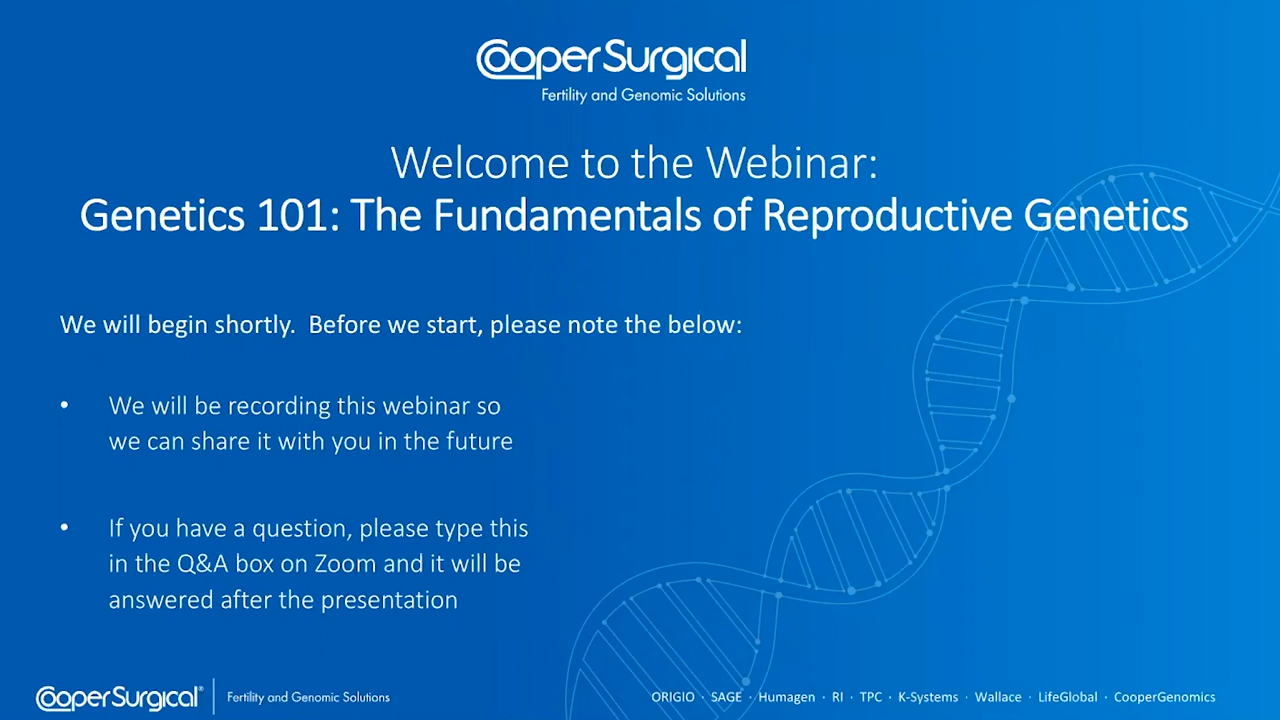 CooperSurgical
Fertility and Genomic Solutions
Welcome to the Webinar:
Genetics 101: The Fundamentals of Reproductive Genetics
We will begin shortly.  Before we start, please note the below:
• We will be recording this webinar so
we can share it with you in the future
• If you have a question, please type this
in the Q&A box on Zoom and it will be
answered after the presentation
CooperSurgical® Fertility and Genomic Solutions
ORIGIO · SAGE · Humagen · RI · TPC · K-Systems · Wallace · LifeGlobal · CooperGenomics